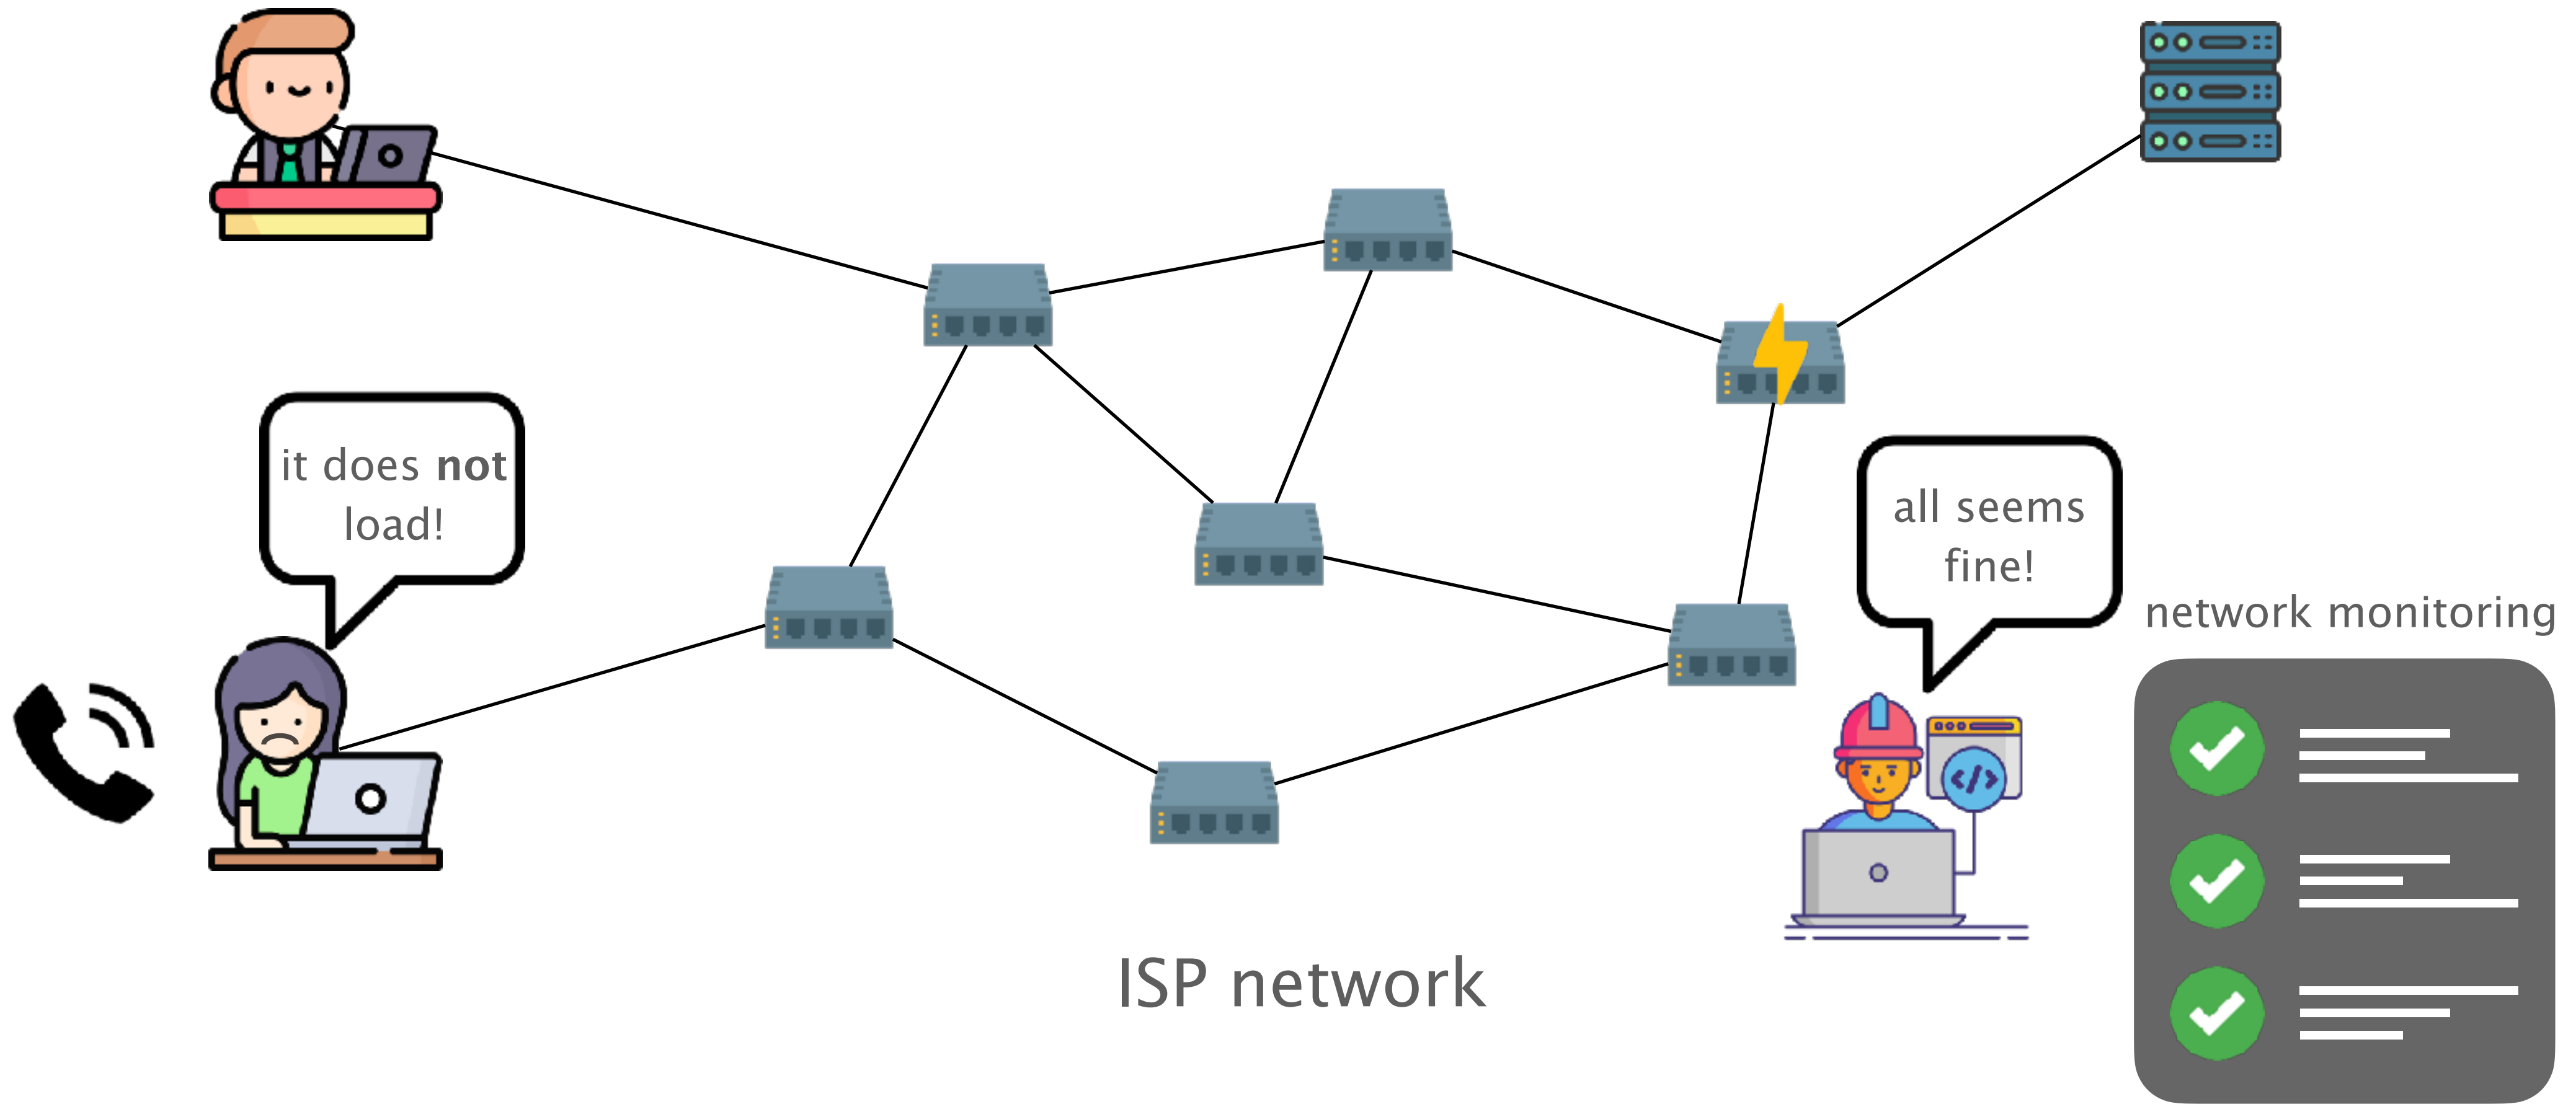 it does not
load!
all seems
fine!
network monitoring
ISP network